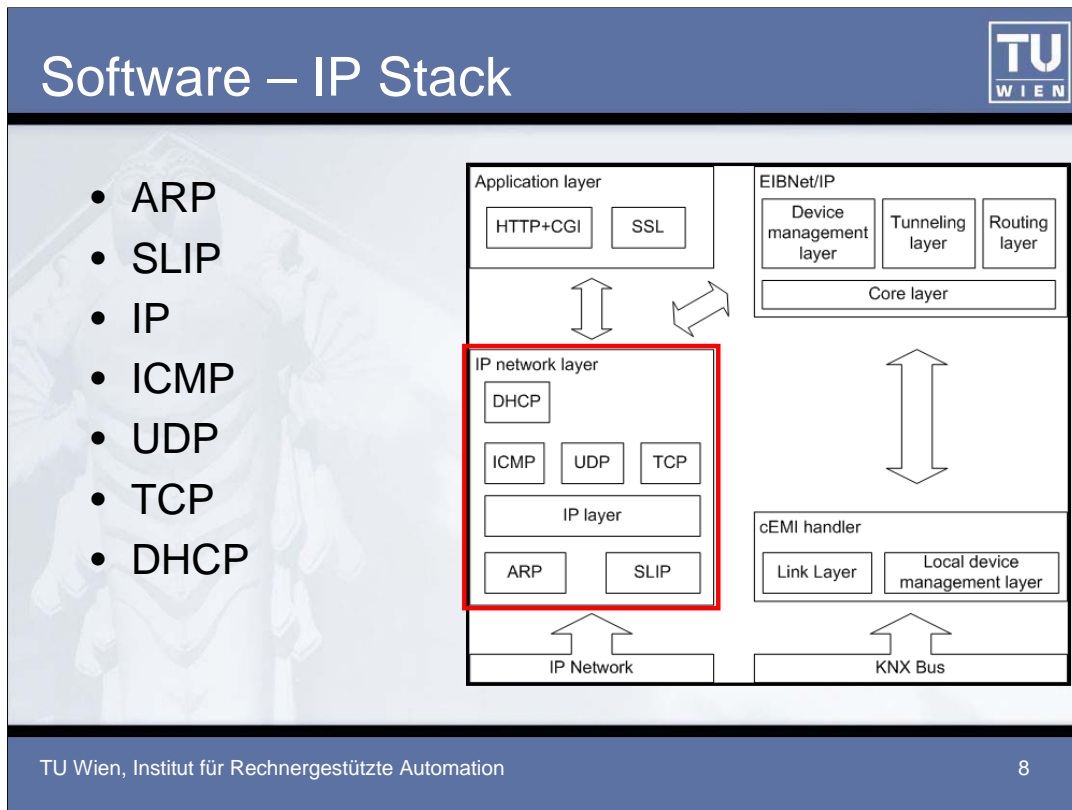 Software – IP Stack
TU
WIEN
• ARP
• SLIP
• IP
• ICMP
• UDP
• TCP
• DHCP
Application layer
HTTP+CGI
SSL
EIBNet/IP
Device
management
layer
Tunneling
layer
Routing
layer
Core layer
IP network layer
DHCP
ICMP
UDP
TCP
IP layer
ARP
SLIP
cEMI handler
Link Layer
Local device
management layer
IP Network
KNX Bus
TU Wien, Institut für Rechnergestützte Automation
8